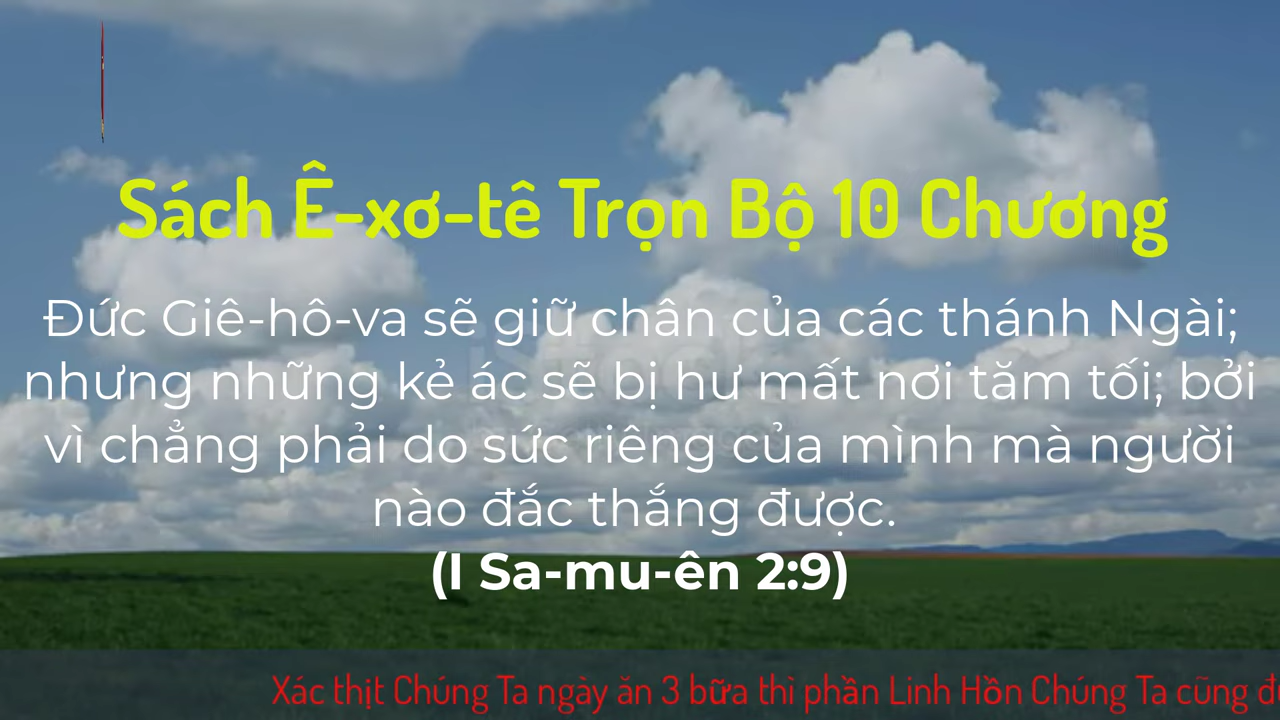 Sách Ê-xơ-tê Trọn Bộ 10 Chương
Đức Giê-hô-va sẽ giữ chân của các thánh Ngài;
nhưng những kẻ ác sẽ bị hư mất nơi tăm tối; bởi
vì chẳng phải do sức riêng của mình mà người
nào đắc thắng được.
(I Sa-mu-ên 2:9)
Xác thịt Chúng Ta ngày ăn 3 bữa thì phần Linh Hồn Chúng Ta cũng